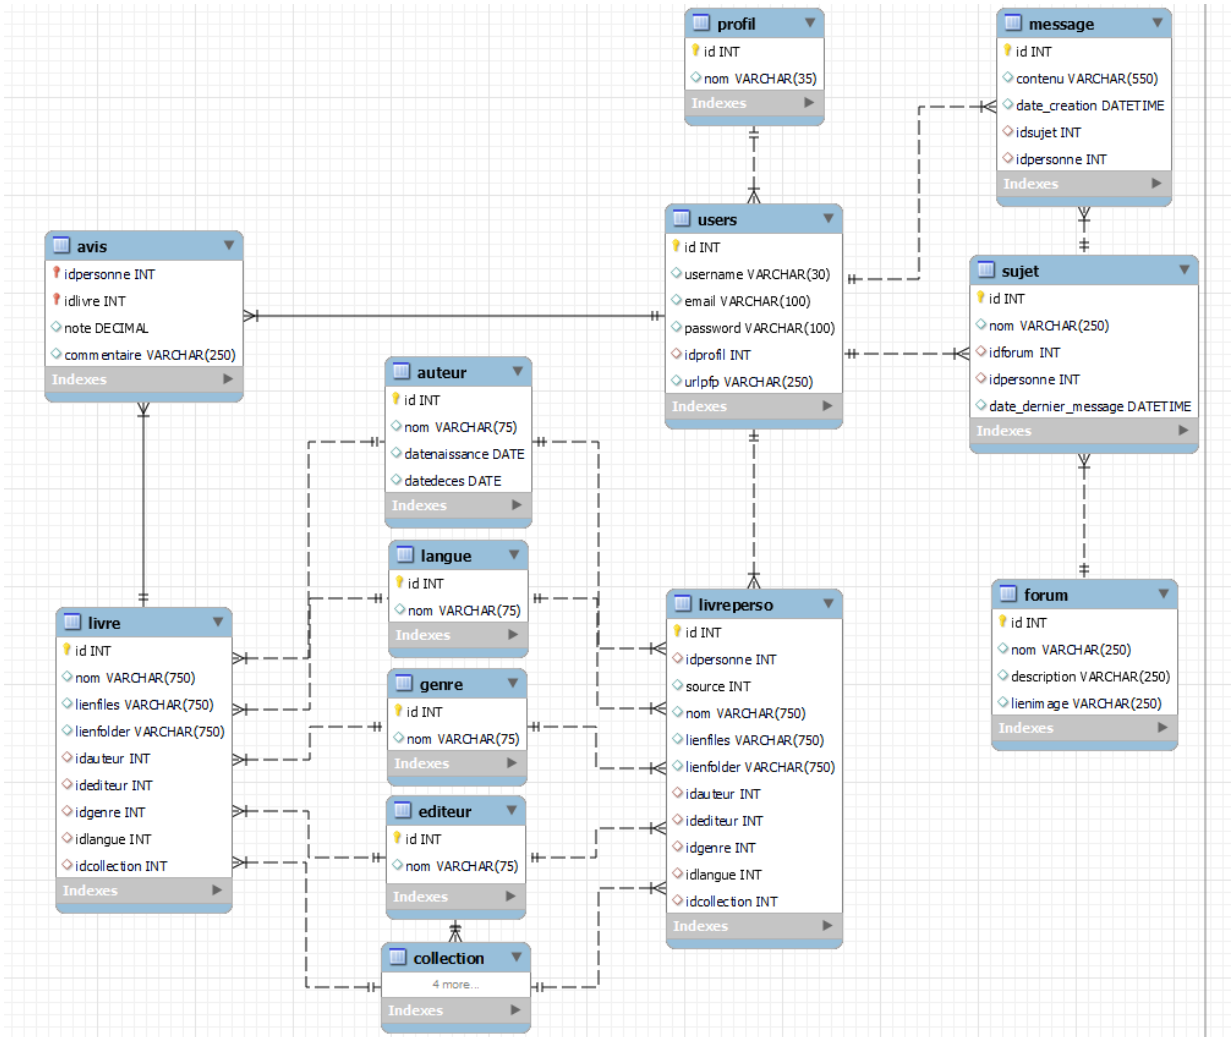 profil
id INT
nom VARCHAR(35)
Indexes
message
id INT
contenu VARCHAR(550)
date_creation DATETIME
idsujet INT
idpersonne INT
Indexes
users
id INT
username VARCHAR(30)
email VARCHAR(100)
password VARCHAR(100)
idprofil INT
urlpfp VARCHAR(250)
Indexes
avis
idpersonne INT
idlivre INT
note DECIMAL
commentaire VARCHAR(250)
Indexes
sujet
id INT
nom VARCHAR(250)
idforum INT
idpersonne INT
date_dernier_message DATETIME
Indexes
auteur
id INT
nom VARCHAR(75)
datenaissance DATE
datedeces DATE
Indexes
langue
id INT
nom VARCHAR(75)
Indexes
livre
id INT
nom VARCHAR(750)
lienfiles VARCHAR(750)
lienfolder VARCHAR(750)
idauteur INT
idediteur INT
idgenre INT
idlangue INT
idcollection INT
Indexes
genre
id INT
nom VARCHAR(75)
Indexes
livreperso
id INT
idpersonne INT
source INT
nom VARCHAR(750)
lienfiles VARCHAR(750)
lienfolder VARCHAR(750)
idauteur INT
idediteur INT
idgenre INT
idlangue INT
idcollection INT
Indexes
forum
id INT
nom VARCHAR(250)
description VARCHAR(250)
lienimage VARCHAR(250)
Indexes
editeur
id INT
nom VARCHAR(75)
Indexes
collection
4 more...
Indexes